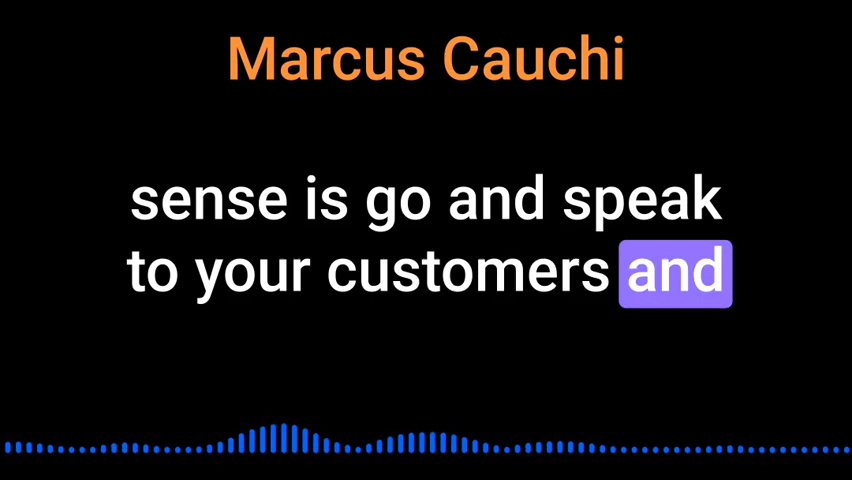 Marcus Cauchi
sense is go and speak
to your customers and